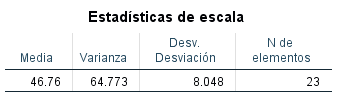 Estadísticas de escala
Media Varianza Desv. Desviación N de elementos
46.76 64.773 8.048 23